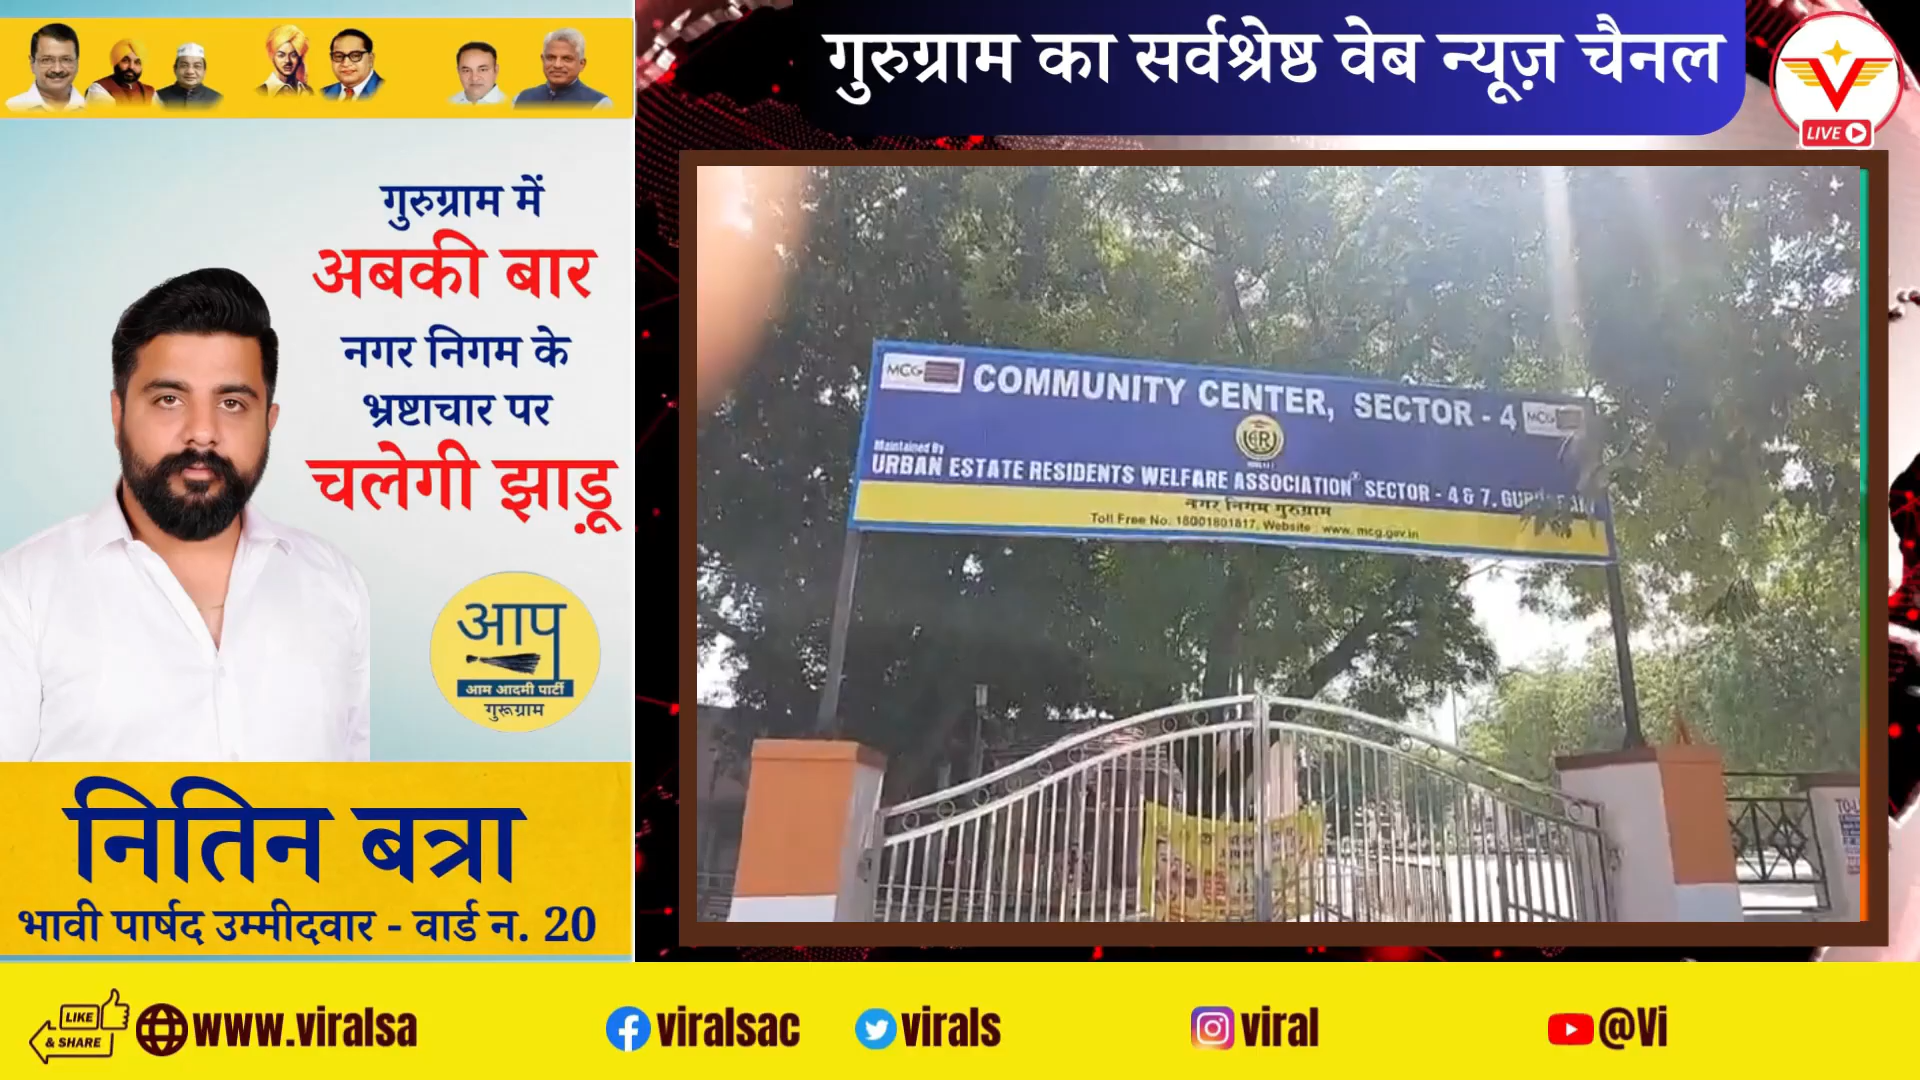 गुरुग्राम का सर्वश्रेष्ठ वेब न्यूज़ चैनल
V
LIVE
गुरुग्राम में
अबकी बार
नगर निगम के
भ्रष्टाचार पर
चलेगी झाड़ू
आप
आम आदमी पार्टी
गुरूग्राम
नितिन बत्रा
भावी पार्षद उम्मीदवार - वार्ड न. 20
MCG COMMUNITY CENTER, SECTOR - 4 MCG
Maintained By
URBAN ESTATE RESIDENTS WELFARE ASSOCIATION SECTOR - 4 & 7,
नगर निगम गुरुग्राम
Toll Free No. 18001801817, Website : www. mcg.gov.in
LIKE
& SHARE
www.viralsa
viralsac
virals
viral
@Vi